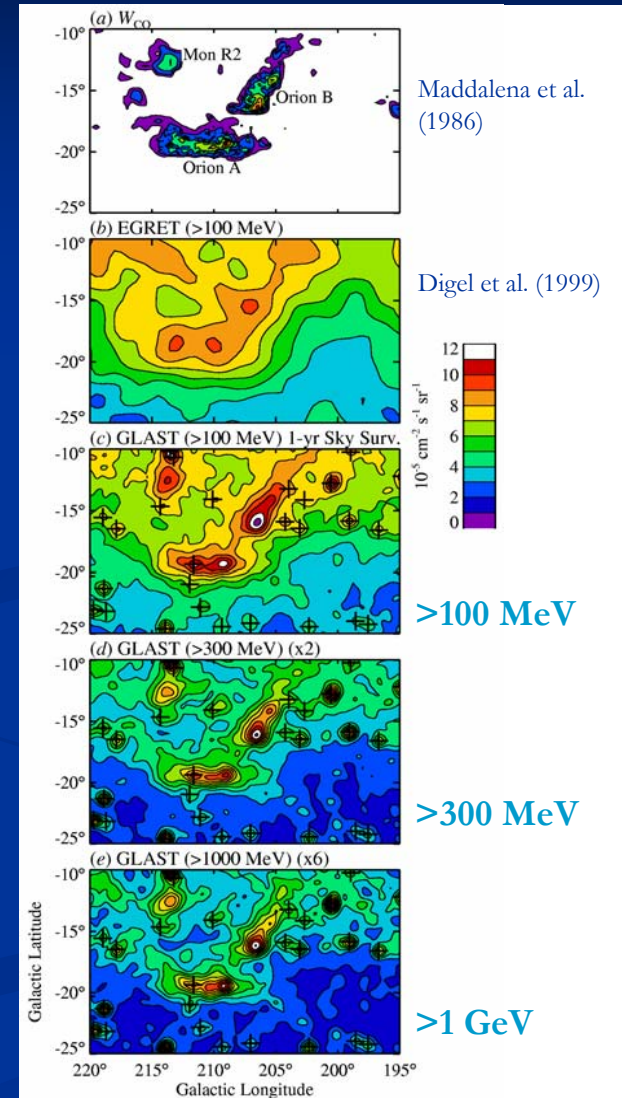 (a) W_CO
-10°
-15°
-20°
-25°
Mon R2
Orion B
Orion A
Maddalena et al.
(1986)
(b) EGRET (>100 MeV)
-10°
-15°
-20°
-25°
Digel et al. (1999)
12
10
8
6
4
2
0
10⁻⁵ cm⁻² s⁻¹ sr⁻¹
(c) GLAST (>100 MeV) 1-yr Sky Surv.
-10°
-15°
-20°
-25°
>100 MeV
(d) GLAST (>300 MeV) (x2)
-10°
-15°
-20°
-25°
>300 MeV
(e) GLAST (>1000 MeV) (x6)
-10°
-15°
-20°
-25°
>1 GeV
Galactic Latitude
220° 215° 210° 205° 200° 195°
Galactic Longitude